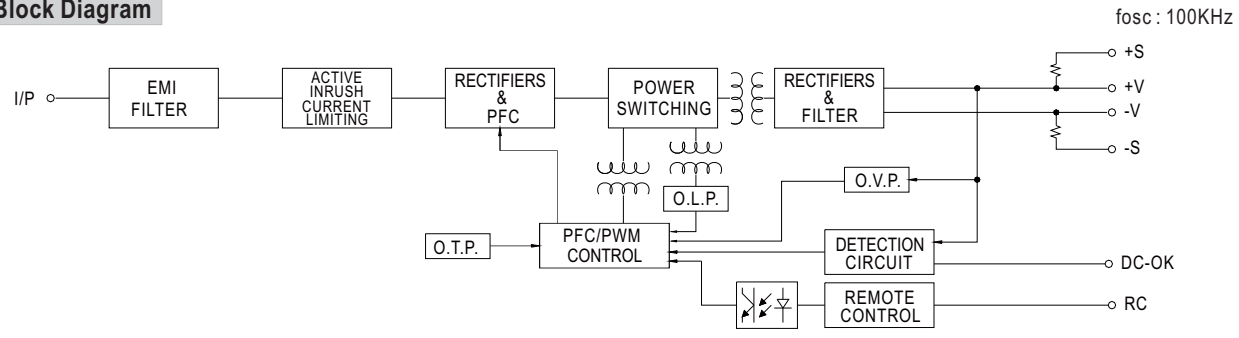 Block Diagram
fosc : 100KHz
I/P
EMI
FILTER
ACTIVE
INRUSH
CURRENT
LIMITING
RECTIFIERS
&
PFC
POWER
SWITCHING
RECTIFIERS
&
FILTER
+S
+V
-V
-S
O.L.P.
O.V.P.
O.T.P.
PFC/PWM
CONTROL
DETECTION
CIRCUIT
DC-OK
REMOTE
CONTROL
RC